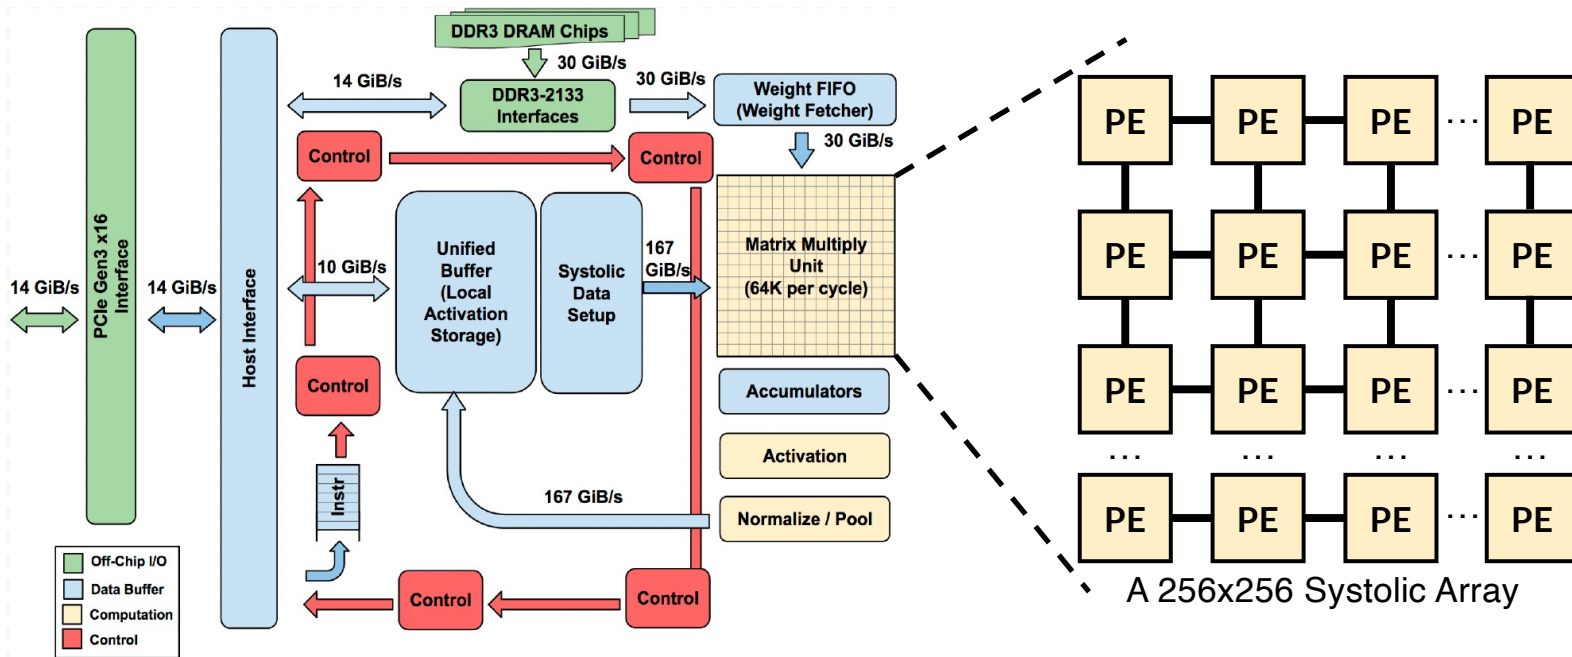 DDR3 DRAM Chips
30 GiB/s
14 GiB/s
DDR3-2133
Interfaces
30 GiB/s
Weight FIFO
(Weight Fetcher)
30 GiB/s
Control
Control
PCIe Gen3 x16
Interface
14 GiB/s
14 GiB/s
Host Interface
10 GiB/s
Unified
Buffer
(Local
Activation
Storage)
Systolic
Data
Setup
167
GiB/s
Matrix Multiply
Unit
(64K per cycle)
Control
Accumulators
Activation
Instr
167 GiB/s
Normalize / Pool
Control
Control
Off-Chip I/O
Data Buffer
Computation
Control
PE PE PE ... PE
PE PE PE ... PE
PE PE PE ... PE
... ... ... ...
PE PE PE ... PE
A 256x256 Systolic Array